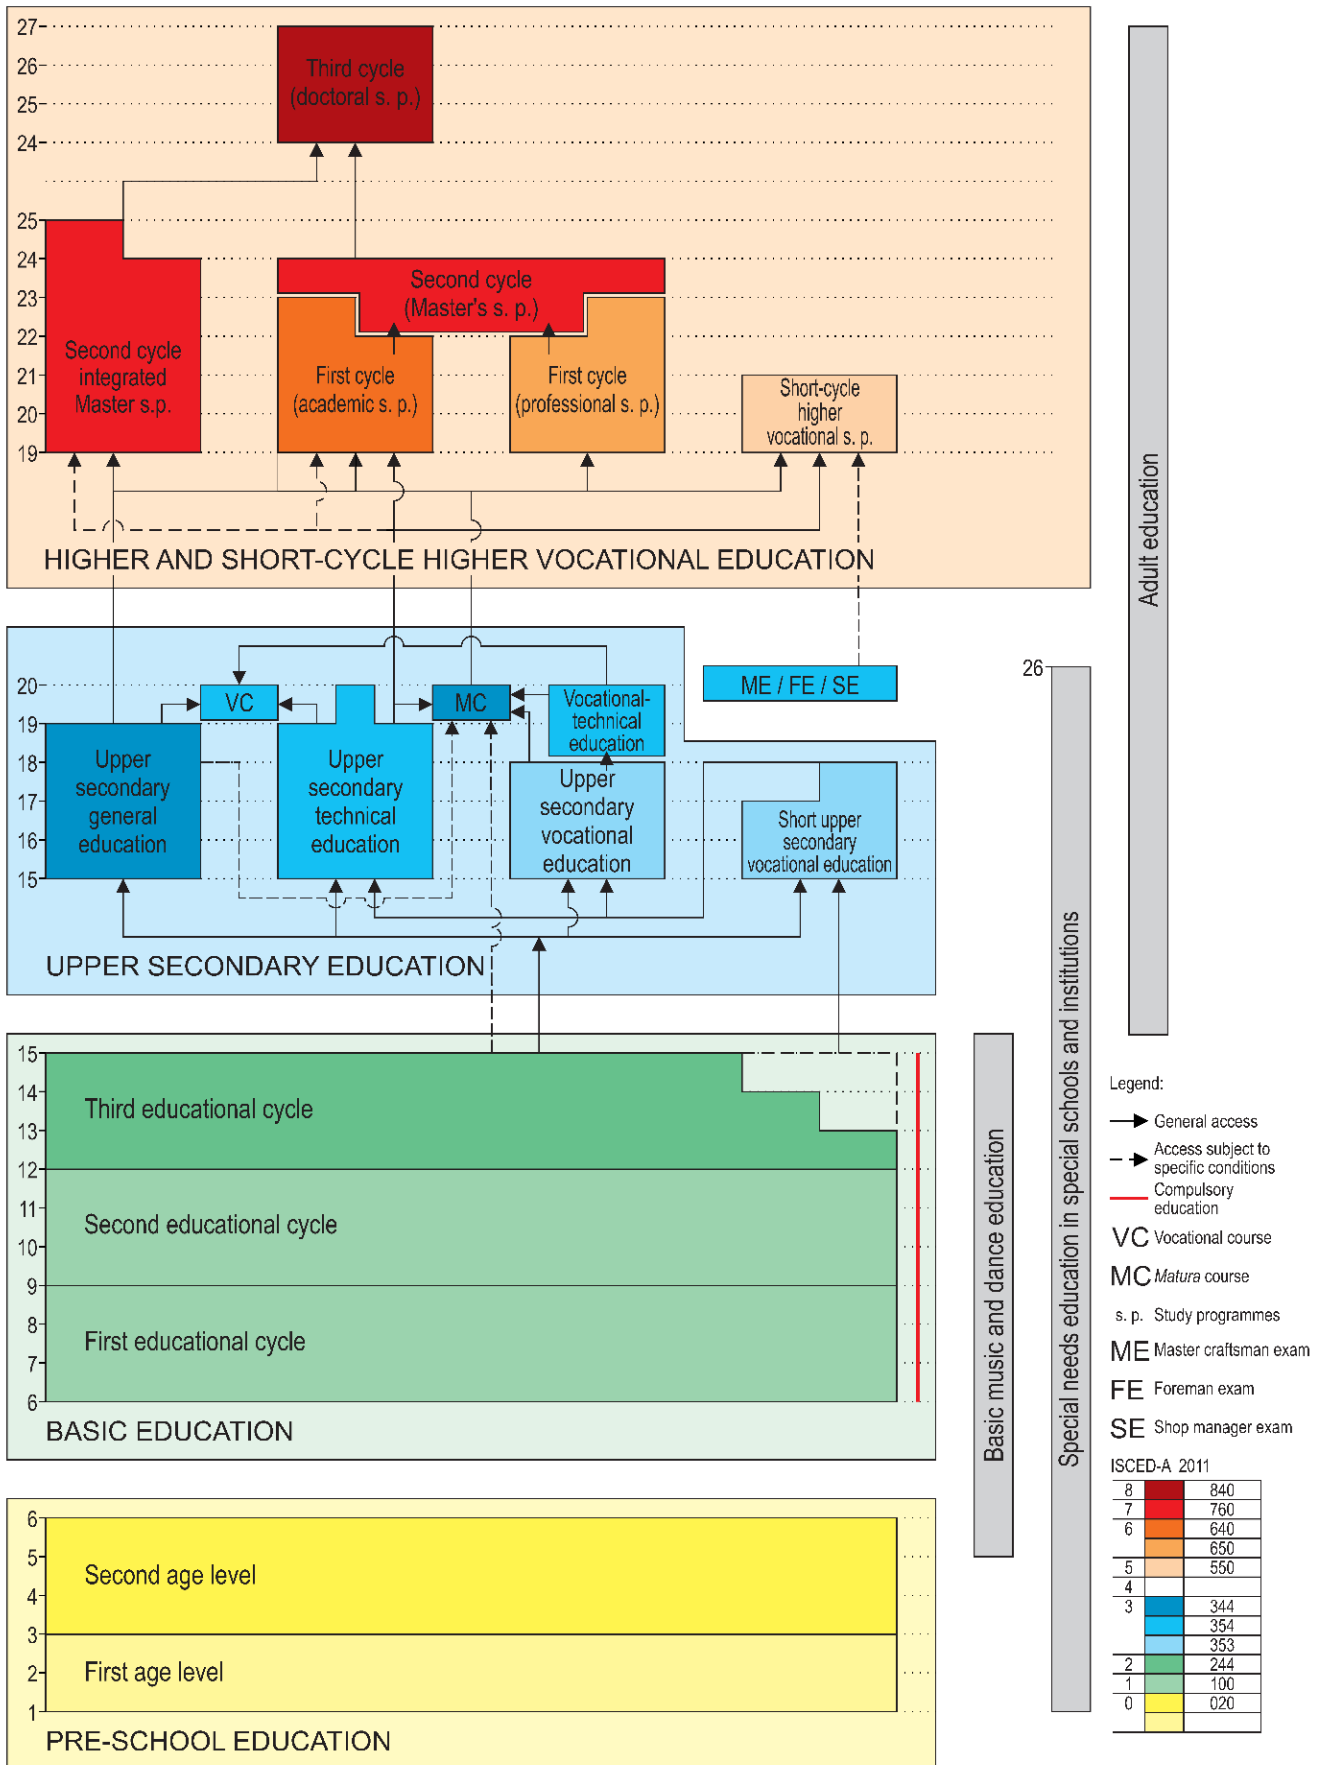 27
26
25
24
25
24
23
22
21
20
19
Third cycle
(doctoral s. p.)
Second cycle
(Master's s. p.)
Second cycle
integrated
Master s.p.
First cycle
(academic s. p.)
First cycle
(professional s. p.)
Short-cycle
higher
vocational s. p.
HIGHER AND SHORT-CYCLE HIGHER VOCATIONAL EDUCATION
20
19
18
17
16
15
VC
MC
Vocational-
technical
education
ME / FE / SE
Upper
secondary
general
education
Upper
secondary
technical
education
Upper
secondary
vocational
education
Short upper
secondary
vocational education
UPPER SECONDARY EDUCATION
15
14
13
12
11
10
9
8
7
6
Third educational cycle
Second educational cycle
First educational cycle
BASIC EDUCATION
6
5
4
3
2
1
Second age level
First age level
PRE-SCHOOL EDUCATION
Basic music and dance education
26
Special needs education in special schools and institutions
Adult education
Legend:
General access
Access subject to
specific conditions
Compulsory
education
VC Vocational course
MC Matura course
s. p. Study programmes
ME Master craftsman exam
FE Foreman exam
SE Shop manager exam
ISCED-A 2011
8 840
7 760
6 640
650
5 550
4
3 344
354
353
2 244
1 100
0 020